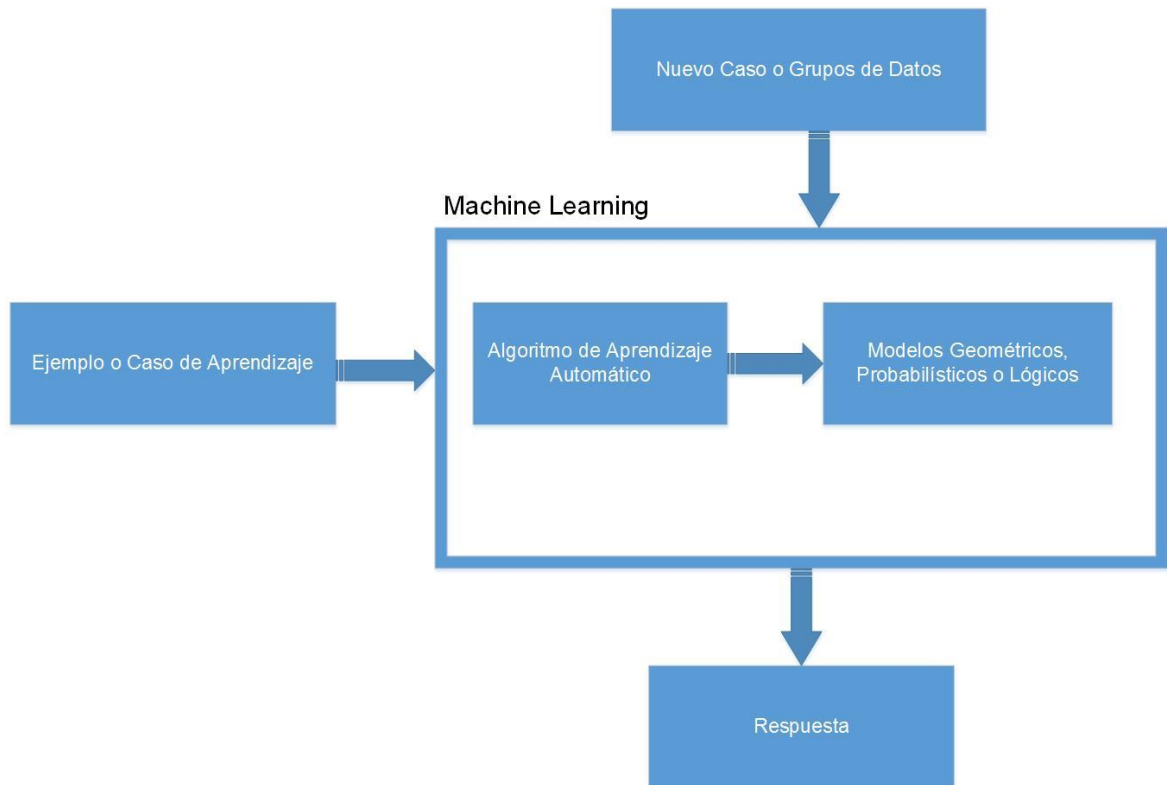 Nuevo Caso o Grupos de Datos
Machine Learning
Ejemplo o Caso de Aprendizaje
Algoritmo de Aprendizaje
Automático
Modelos Geométricos,
Probabilísticos o Lógicos
Respuesta